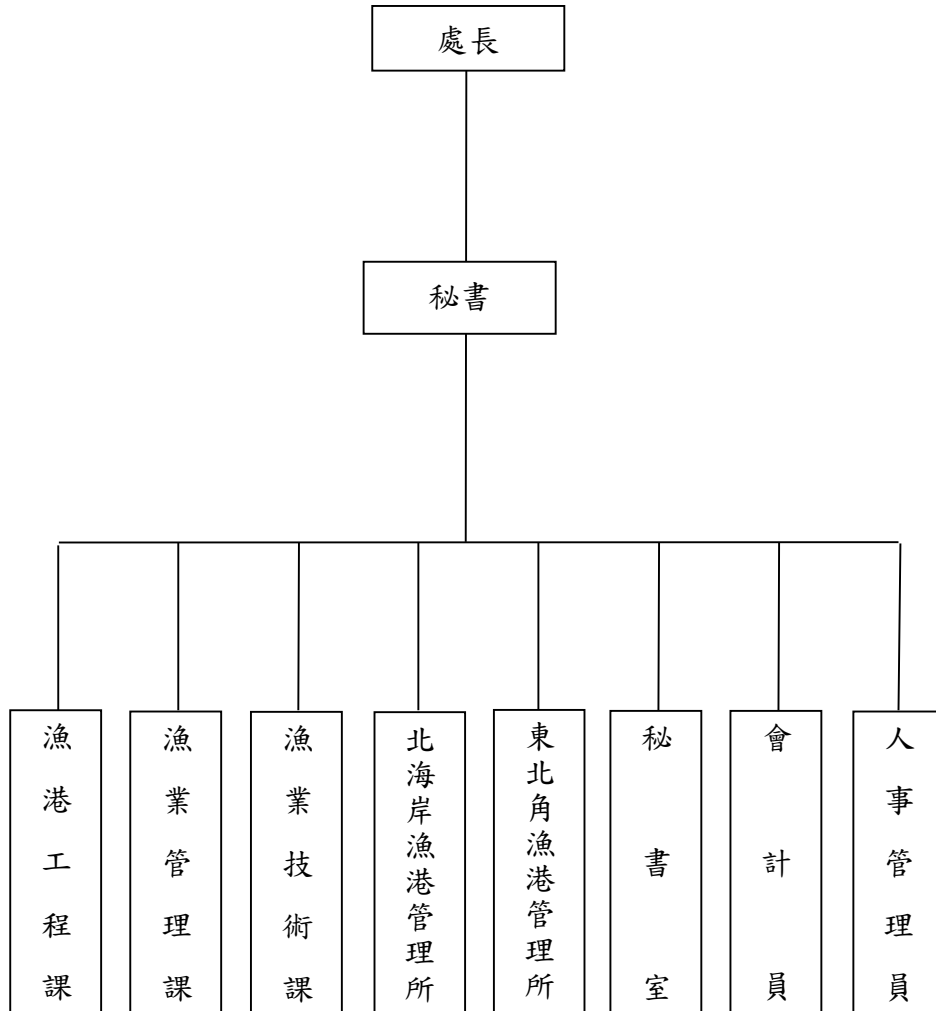 處長
秘書
漁港工程課
漁業管理課
漁業技術課
北海岸漁港管理所
東北角漁港管理所
秘書室
會計員
人事管理員